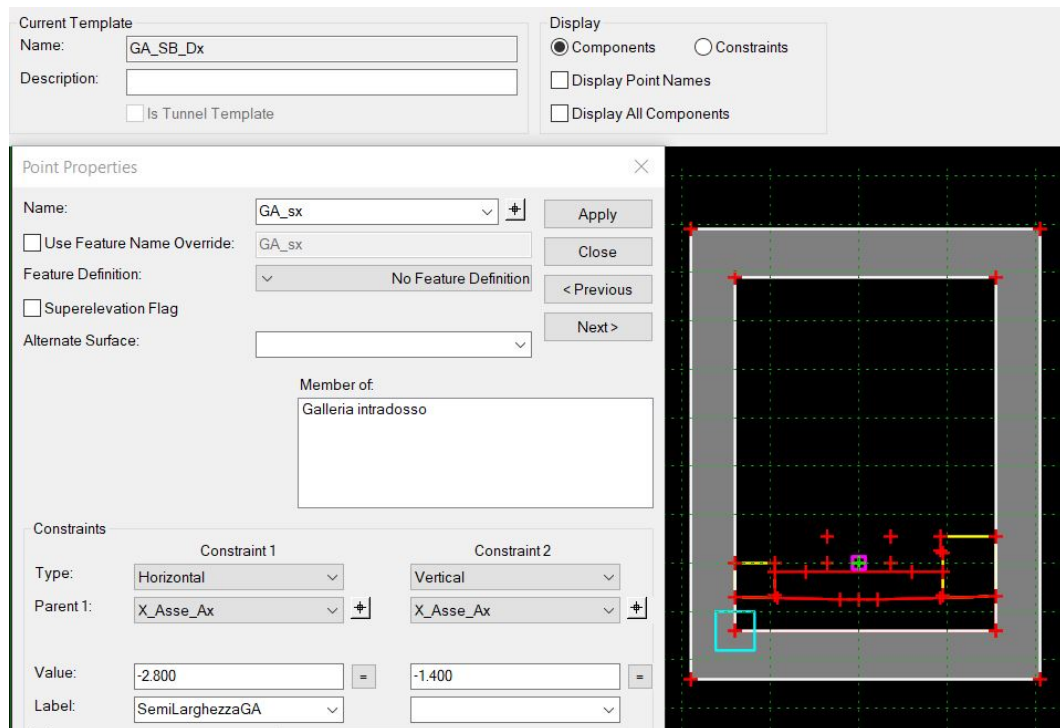 Current Template
Name: GA_SB_Dx
Description:
Is Tunnel Template
Display
Components Constraints
Display Point Names
Display All Components
Point Properties
Name: GA_sx Apply
Use Feature Name Override: GA_sx Close
Feature Definition: No Feature Definition < Previous
Superelevation Flag Next >
Alternate Surface:
Member of:
Galleria intradosso
Constraints
Constraint 1 Constraint 2
Type: Horizontal Vertical
Parent 1: X_Asse_Ax X_Asse_Ax
Value: -2.800 = -1.400 =
Label: SemiLarghezzaGA